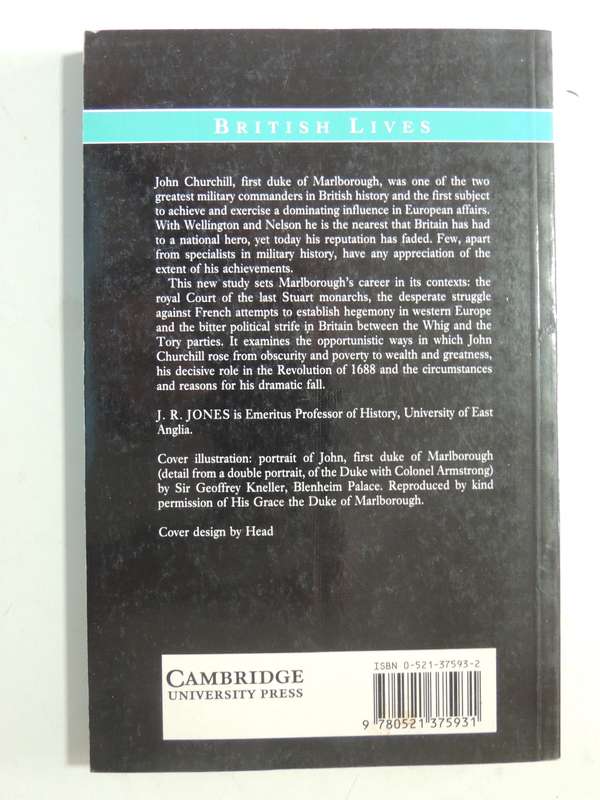 BRITISH LIVES
John Churchill, first duke of Marlborough, was one of the two
greatest military commanders in British history and the first subject
to achieve and exercise a dominating influence in European affairs.
With Wellington and Nelson he is the nearest that Britain has had
to a national hero, yet today his reputation has faded. Few, apart
from specialists in military history, have any appreciation of the
extent of his achievements.
This new study sets Marlborough's career in its contexts: the
royal Court of the last Stuart monarchs, the desperate struggle
against French attempts to establish hegemony in western Europe
and the bitter political strife in Britain between the Whig and the
Tory parties. It examines the opportunistic ways in which John
Churchill rose from obscurity and poverty to wealth and greatness,
his decisive role in the Revolution of 1688 and the circumstances
and reasons for his dramatic fall.
J. R. JONES is Emeritus Professor of History, University of East
Anglia.
Cover illustration: portrait of John, first duke of Marlborough
(detail from a double portrait, of the Duke with Colonel Armstrong)
by Sir Geoffrey Kneller, Blenheim Palace. Reproduced by kind
permission of His Grace the Duke of Marlborough.
Cover design by Head
CAMBRIDGE
UNIVERSITY PRESS
ISBN 0-521-37593-2
9 780521 375931